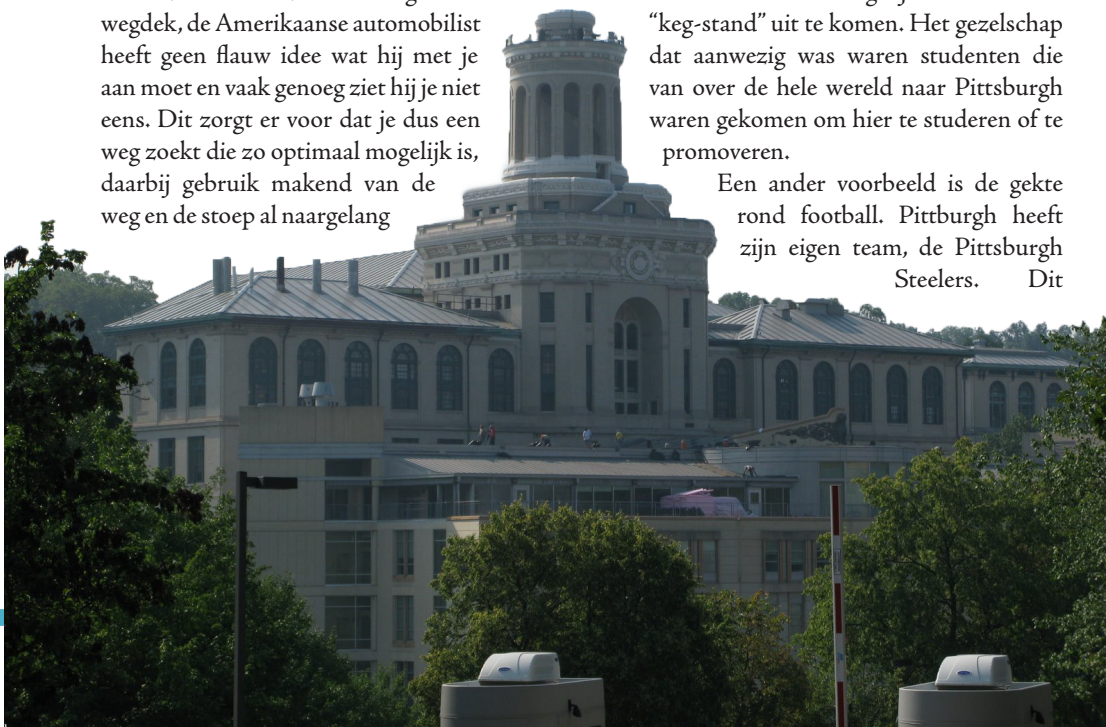 wegdek, de Amerikaanse automobilist
heeft geen flauw idee wat hij met je
aan moet en vaak genoeg ziet hij je niet
eens. Dit zorgt er voor dat je dus een
weg zoekt die zo optimaal mogelijk is,
daarbij gebruik makend van de
weg en de stoep al naargelang
“keg-stand” uit te komen. Het gezelschap
dat aanwezig was waren studenten die
van over de hele wereld naar Pittsburgh
waren gekomen om hier te studeren of te
promoveren.
Een ander voorbeeld is de gekte
rond football. Pittburgh heeft
zijn eigen team, de Pittsburgh
Steelers. Dit